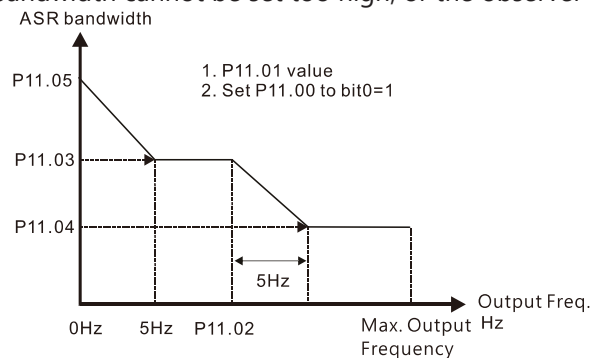 bandwidth cannot be set too high, or the observer
ASR bandwidth
P11.05
1. P11.01 value
2. Set P11.00 to bit0=1
P11.03
P11.04
5Hz
Output Freq.
0Hz 5Hz P11.02 Max. Output Hz
Frequency